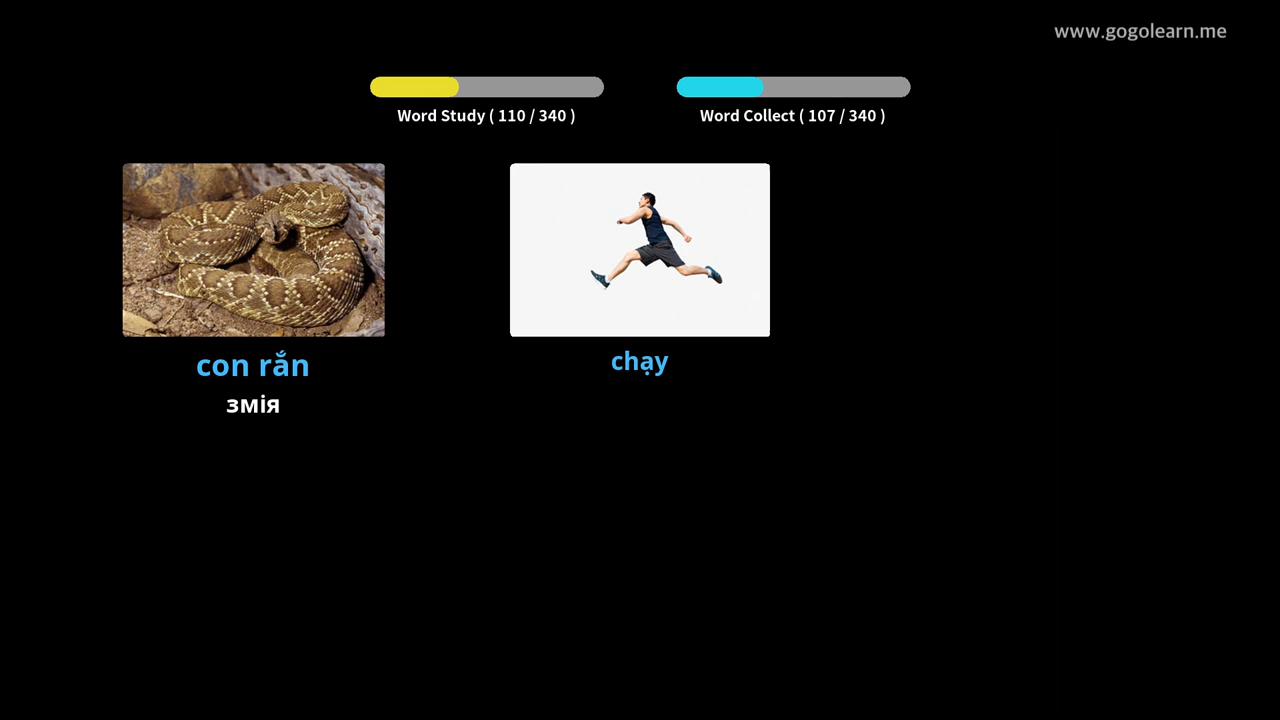 www.gogolearn.me
Word Study ( 110 / 340 )
Word Collect ( 107 / 340 )
con rắn
chạy
змія